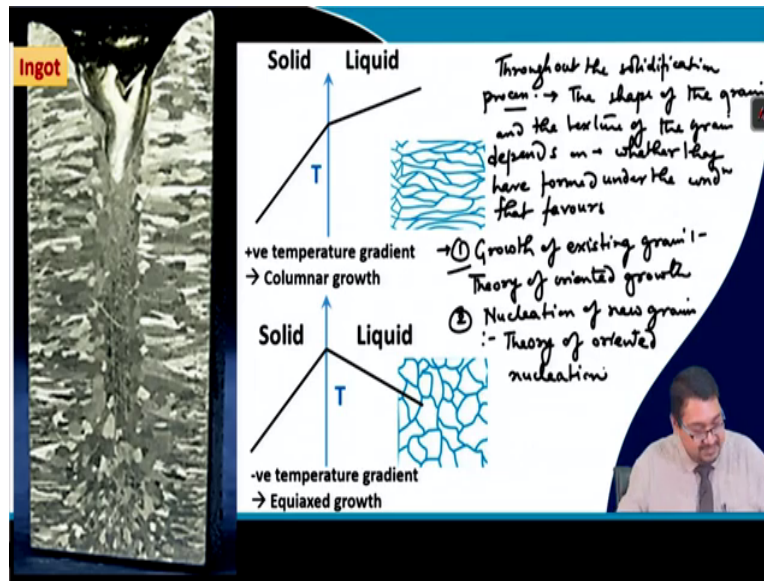 Ingot
Solid Liquid
T
+ve temperature gradient
→ Columnar growth
Solid Liquid
T
-ve temperature gradient
→ Equiaxed growth
Throughout the solidification
process. → The shape of the grain
and the texture of the grain
depends on → whether they
have formed under the condn
that favours
→ ① Growth of existing grain :-
Theory of oriented growth
② Nucleation of new grain
:- Theory of oriented
nucleation